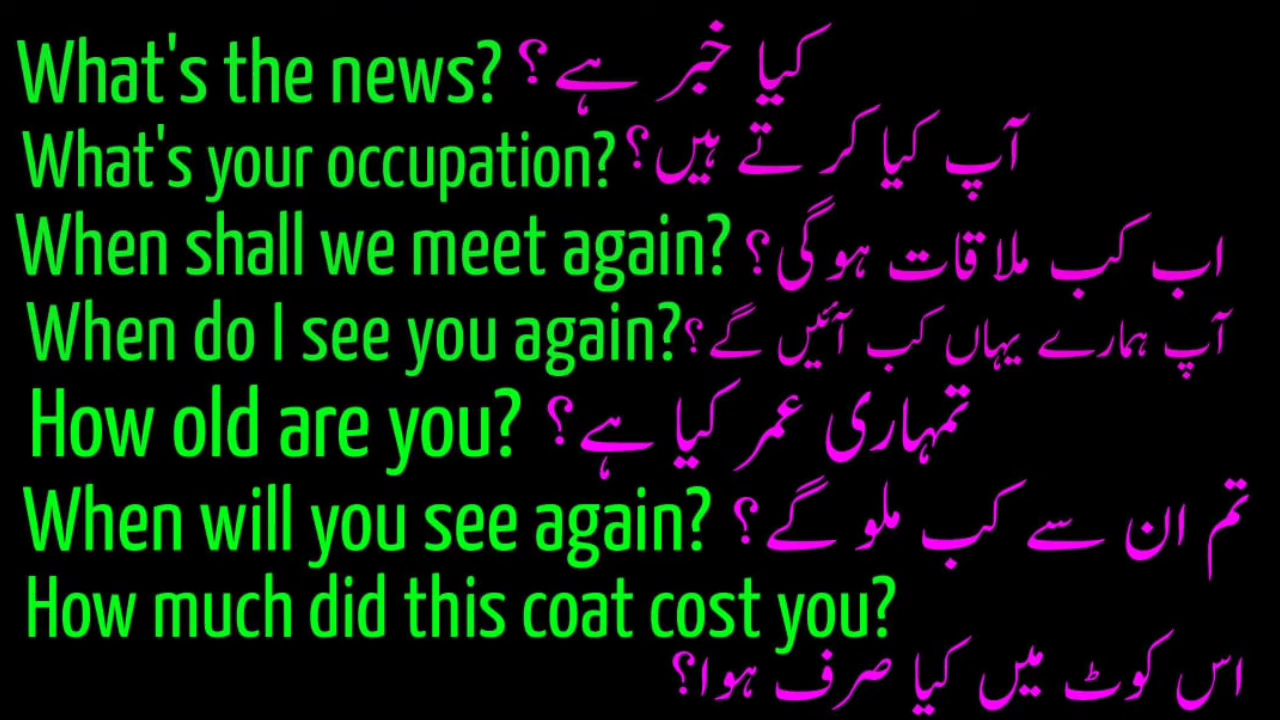 What's the news? کیا خبر ہے؟
What's your occupation? آپ کیا کر تے ہیں؟
When shall we meet again? اب کب ملاقات ہوگی؟
When do I see you again? آپ ہمارے یہاں کب آئیں گے؟
How old are you? تمہاری عمر کیا ہے؟
When will you see again? تم ان سے کب ملو گے؟
How much did this coat cost you?
اس کوٹ میں کیا صرف ہوا؟